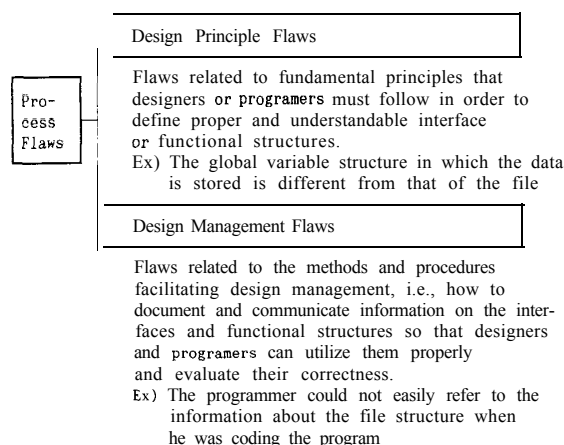 Design Principle Flaws
Pro-
cess
Flaws
Flaws related to fundamental principles that
designers or programers must follow in order to
define proper and understandable interface
or functional structures.
Ex) The global variable structure in which the data
is stored is different from that of the file
Design Management Flaws
Flaws related to the methods and procedures
facilitating design management, i.e., how to
document and communicate information on the inter-
faces and functional structures so that designers
and programers can utilize them properly
and evaluate their correctness.
Ex) The programmer could not easily refer to the
information about the file structure when
he was coding the program